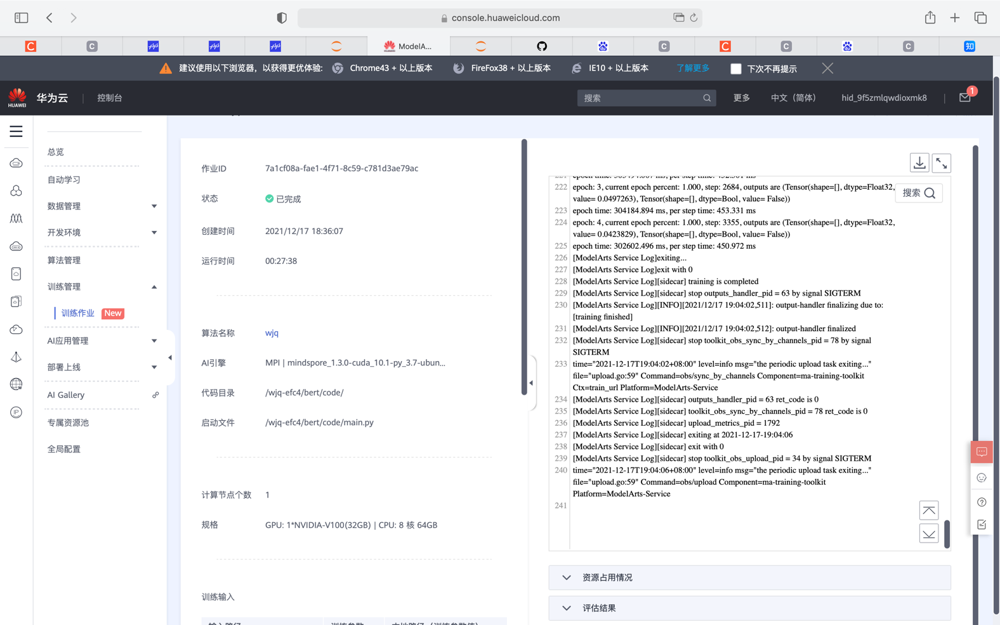 console.huaweicloud.com
ModelA...
建议使用以下浏览器，以获得更优体验:
Chrome43 + 以上版本
FireFox38 + 以上版本
IE10 + 以上版本
了解更多
下次不再提示
HUAWEI
华为云
控制台
搜索
更多
中文（简体）
hid_9f5zmlqwdioxmk8
1
总览
自动学习
数据管理
开发环境
算法管理
训练管理
训练作业 New
AI应用管理
部署上线
AI Gallery
专属资源池
全局配置
作业ID 7a1cf08a-fae1-4f71-8c59-c781d3ae79ac
状态 已完成
创建时间 2021/12/17 18:36:07
运行时间 00:27:38
算法名称 wjq
AI引擎 MPI | mindspore_1.3.0-cuda_10.1-py_3.7-ubun...
代码目录 /wjq-efc4/bert/code/
启动文件 /wjq-efc4/bert/code/main.py
计算节点个数 1
规格 GPU: 1*NVIDIA-V100(32GB) | CPU: 8 核 64GB
训练输入
搜索
222 epoch: 3, current epoch percent: 1.000, step: 2684, outputs are (Tensor(shape=[], dtype=Float32,
value= 0.0497263), Tensor(shape=[], dtype=Bool, value= False))
223 epoch time: 304184.894 ms, per step time: 453.331 ms
224 epoch: 4, current epoch percent: 1.000, step: 3355, outputs are (Tensor(shape=[], dtype=Float32,
value= 0.0423829), Tensor(shape=[], dtype=Bool, value= False))
225 epoch time: 302602.496 ms, per step time: 450.972 ms
226 [ModelArts Service Log]exiting...
227 [ModelArts Service Log]exit with 0
228 [ModelArts Service Log][sidecar] training is completed
229 [ModelArts Service Log][sidecar] stop outputs_handler_pid = 63 by signal SIGTERM
230 [ModelArts Service Log][INFO][2021/12/17 19:04:02,511]: output-handler finalizing due to:
[training finished]
231 [ModelArts Service Log][INFO][2021/12/17 19:04:02,512]: output-handler finalized
232 [ModelArts Service Log][sidecar] stop toolkit_obs_sync_by_channels_pid = 78 by signal
SIGTERM
233 time="2021-12-17T19:04:02+08:00" level=info msg="the periodic upload task exiting..."
file="upload.go:59" Command=obs/sync_by_channels Component=ma-training-toolkit
Ctx=train_url Platform=ModelArts-Service
234 [ModelArts Service Log][sidecar] outputs_handler_pid = 63 ret_code is 0
235 [ModelArts Service Log][sidecar] toolkit_obs_sync_by_channels_pid = 78 ret_code is 0
236 [ModelArts Service Log][sidecar] upload_metrics_pid = 1792
237 [ModelArts Service Log][sidecar] exiting at 2021-12-17-19:04:06
238 [ModelArts Service Log][sidecar] exit with 0
239 [ModelArts Service Log][sidecar] stop toolkit_obs_upload_pid = 34 by signal SIGTERM
240 time="2021-12-17T19:04:06+08:00" level=info msg="the periodic upload task exiting..."
file="upload.go:59" Command=obs/upload Component=ma-training-toolkit
Platform=ModelArts-Service
241
资源占用情况
评估结果